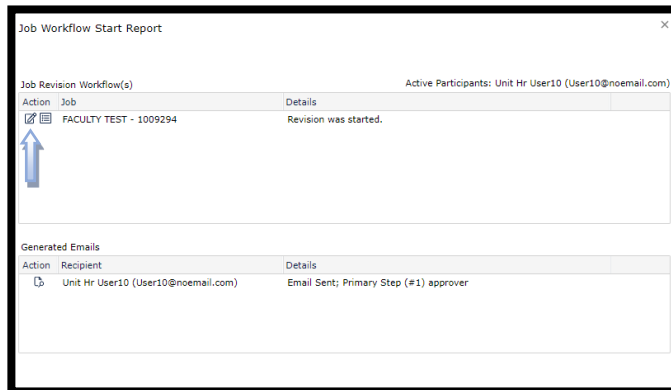 Job Workflow Start Report
Job Revision Workflow(s) Active Participants: Unit Hr User10 (User10@noemail.com)
Action Job Details
FACULTY TEST - 1009294 Revision was started.
Generated Emails
Action Recipient Details
Unit Hr User10 (User10@noemail.com) Email Sent; Primary Step (#1) approver